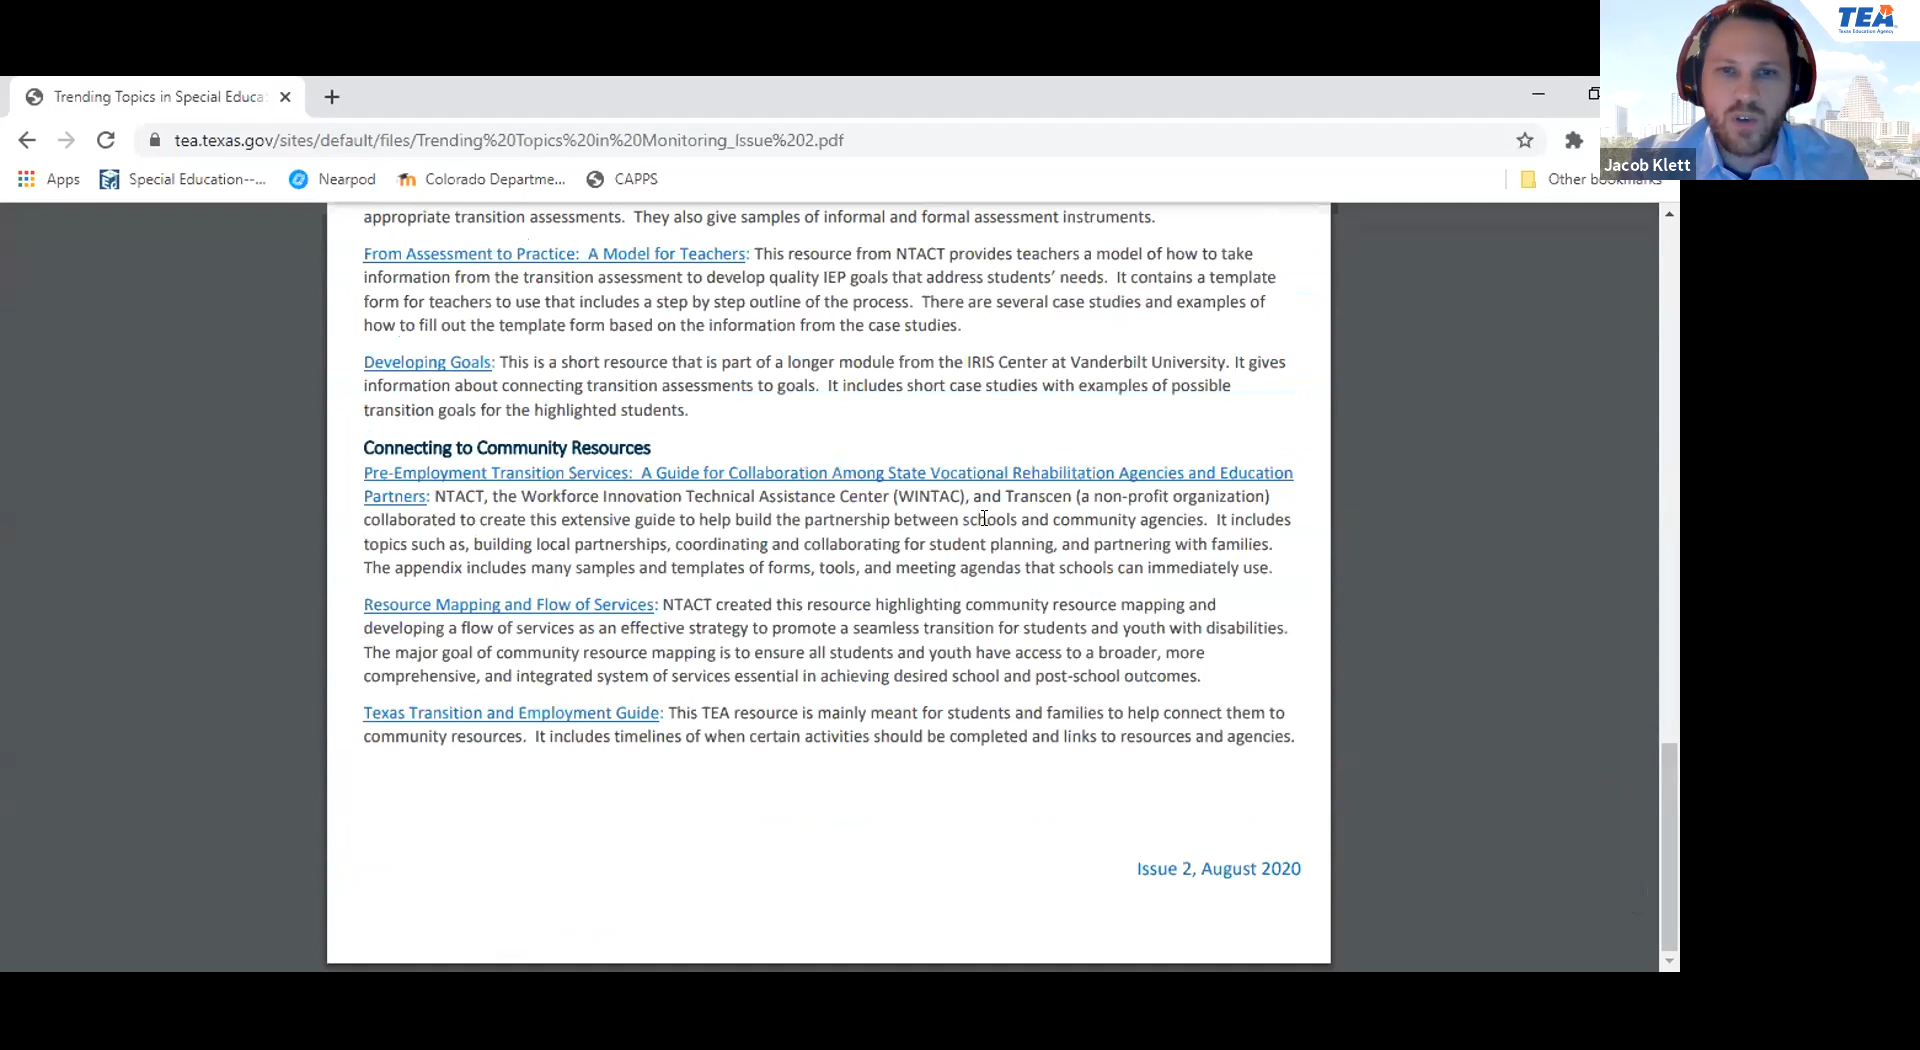 TEA
Texas Education Agency
Jacob Klett
Trending Topics in Special Educa
tea.texas.gov/sites/default/files/Trending%20Topics%20in%20Monitoring_Issue%202.pdf
Apps Special Education--... Nearpod Colorado Departme... CAPPS Other bookmarks
appropriate transition assessments.  They also give samples of informal and formal assessment instruments.
From Assessment to Practice:  A Model for Teachers: This resource from NTACT provides teachers a model of how to take
information from the transition assessment to develop quality IEP goals that address students’ needs.  It contains a template
form for teachers to use that includes a step by step outline of the process.  There are several case studies and examples of
how to fill out the template form based on the information from the case studies.
Developing Goals: This is a short resource that is part of a longer module from the IRIS Center at Vanderbilt University. It gives
information about connecting transition assessments to goals.  It includes short case studies with examples of possible
transition goals for the highlighted students.
Connecting to Community Resources
Pre-Employment Transition Services:  A Guide for Collaboration Among State Vocational Rehabilitation Agencies and Education
Partners: NTACT, the Workforce Innovation Technical Assistance Center (WINTAC), and Transcen (a non-profit organization)
collaborated to create this extensive guide to help build the partnership between schools and community agencies.  It includes
topics such as, building local partnerships, coordinating and collaborating for student planning, and partnering with families.
The appendix includes many samples and templates of forms, tools, and meeting agendas that schools can immediately use.
Resource Mapping and Flow of Services: NTACT created this resource highlighting community resource mapping and
developing a flow of services as an effective strategy to promote a seamless transition for students and youth with disabilities.
The major goal of community resource mapping is to ensure all students and youth have access to a broader, more
comprehensive, and integrated system of services essential in achieving desired school and post-school outcomes.
Texas Transition and Employment Guide: This TEA resource is mainly meant for students and families to help connect them to
community resources.  It includes timelines of when certain activities should be completed and links to resources and agencies.
Issue 2, August 2020